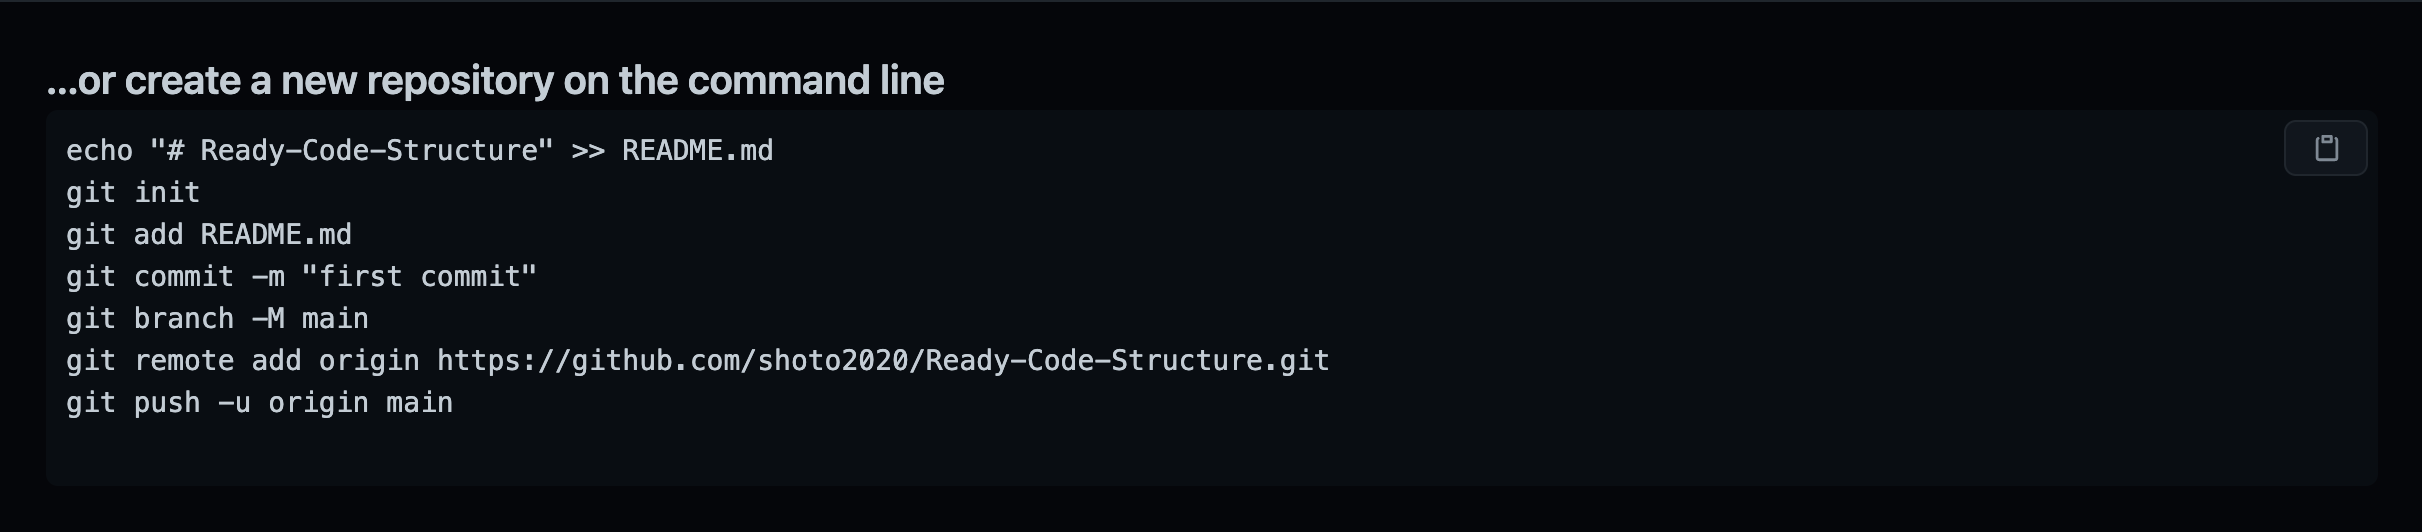 ...or create a new repository on the command line
echo "# Ready-Code-Structure" >> README.md
git init
git add README.md
git commit -m "first commit"
git branch -M main
git remote add origin https://github.com/shoto2020/Ready-Code-Structure.git
git push -u origin main